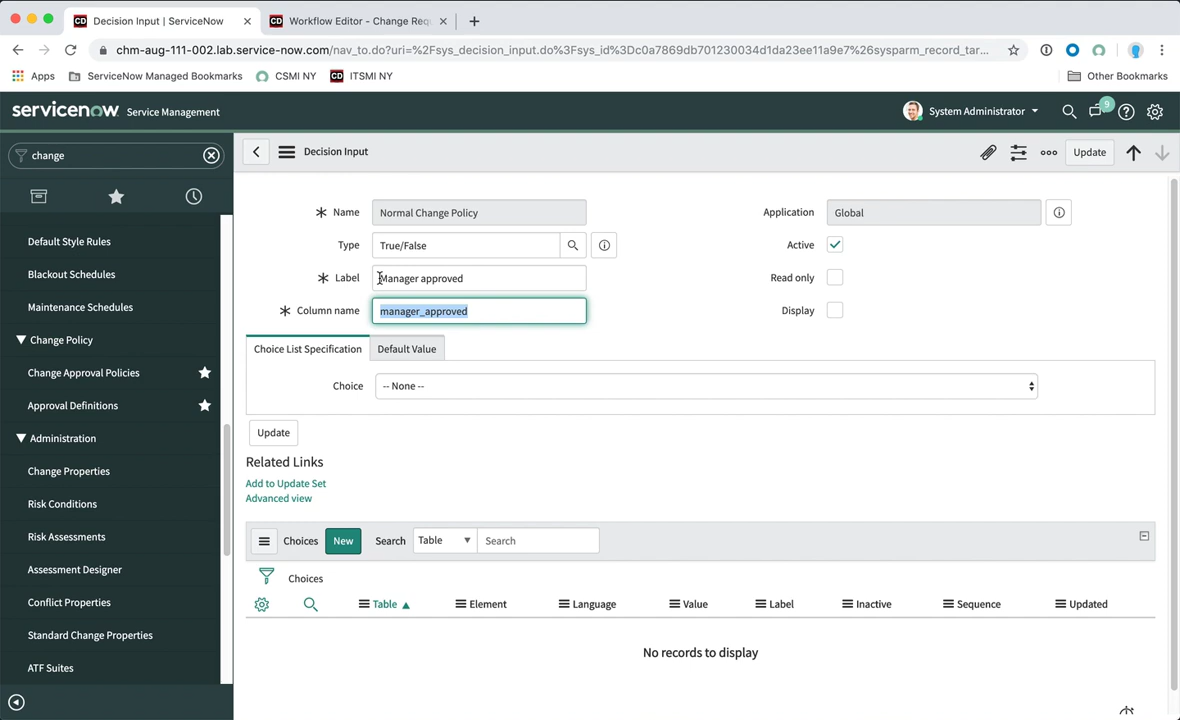 CD Decision Input | ServiceNow
CD Workflow Editor - Change Req
chm-aug-111-002.lab.service-now.com/nav_to.do?uri=%2Fsys_decision_input.do%3Fsys_id%3Dc0a7869db701230034d1da23ee11a9e7%26sysparm_record_tar...
Apps ServiceNow Managed Bookmarks CSMI NY CD ITSMI NY Other Bookmarks
servicenow Service Management System Administrator 9
change
Default Style Rules
Blackout Schedules
Maintenance Schedules
Change Policy
Change Approval Policies
Approval Definitions
Administration
Change Properties
Risk Conditions
Risk Assessments
Assessment Designer
Conflict Properties
Standard Change Properties
ATF Suites
Decision Input Update
Name Normal Change Policy Application Global
Type True/False Active
Label Manager approved Read only
Column name manager_approved Display
Choice List Specification Default Value
Choice -- None --
Update
Related Links
Add to Update Set
Advanced view
Choices New Search Table Search
Choices
Table Element Language Value Label Inactive Sequence Updated
No records to display